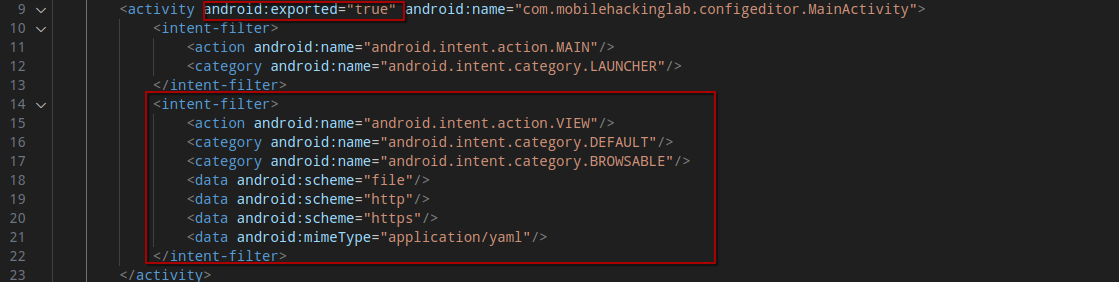 9 <activity android:exported="true" android:name="com.mobilehackinglab.configeditor.MainActivity">
10 <intent-filter>
11 <action android:name="android.intent.action.MAIN"/>
12 <category android:name="android.intent.category.LAUNCHER"/>
13 </intent-filter>
14 <intent-filter>
15 <action android:name="android.intent.action.VIEW"/>
16 <category android:name="android.intent.category.DEFAULT"/>
17 <category android:name="android.intent.category.BROWSABLE"/>
18 <data android:scheme="file"/>
19 <data android:scheme="http"/>
20 <data android:scheme="https"/>
21 <data android:mimeType="application/yaml"/>
22 </intent-filter>
23 </activity>